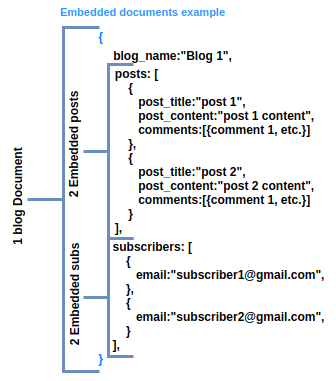 Embedded documents example
{
blog_name:"Blog 1",
posts: [
{
post_title:"post 1",
post_content:"post 1 content",
comments:[{comment 1, etc.}]
},
{
post_title:"post 2",
post_content:"post 2 content",
comments:[{comment 1, etc.}]
}
],
subscribers: [
{
email:"subscriber1@gmail.com",
},
{
email:"subscriber2@gmail.com",
}
],
}
1 blog Document
2 Embedded posts
2 Embedded subs